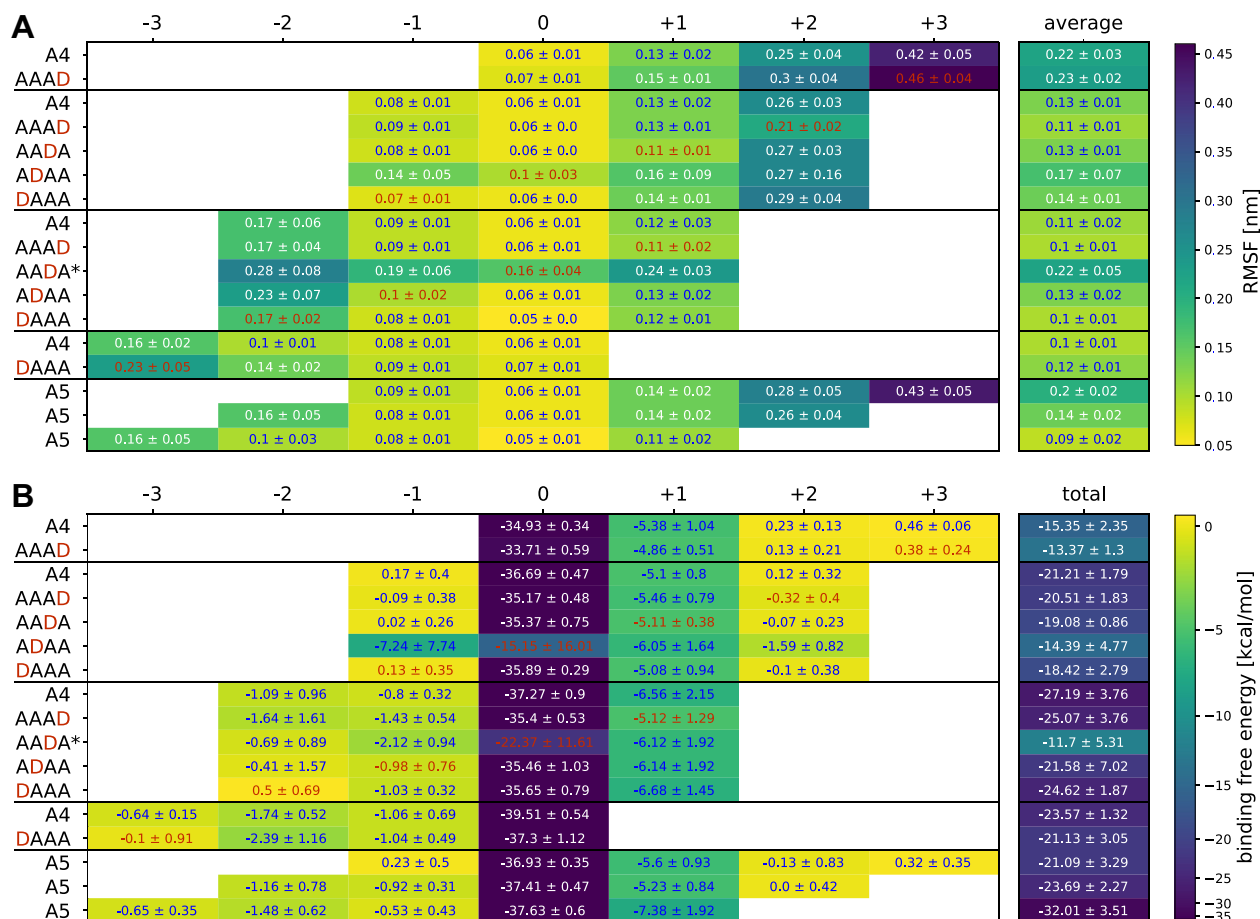 A
-3 -2 -1 0 +1 +2 +3 average
A4 0.06 ± 0.01 0.13 ± 0.02 0.25 ± 0.04 0.42 ± 0.05 0.22 ± 0.03
AAAD 0.07 ± 0.01 0.15 ± 0.01 0.3 ± 0.04 0.46 ± 0.04 0.23 ± 0.02
A4 0.08 ± 0.01 0.06 ± 0.01 0.13 ± 0.02 0.26 ± 0.03 0.13 ± 0.01
AAAD 0.09 ± 0.01 0.06 ± 0.0 0.13 ± 0.01 0.21 ± 0.02 0.11 ± 0.01
AADA 0.08 ± 0.01 0.06 ± 0.0 0.11 ± 0.01 0.27 ± 0.03 0.13 ± 0.01
ADAA 0.14 ± 0.05 0.1 ± 0.03 0.16 ± 0.09 0.27 ± 0.16 0.17 ± 0.07
DAAA 0.07 ± 0.01 0.06 ± 0.0 0.14 ± 0.01 0.29 ± 0.04 0.14 ± 0.01
A4 0.17 ± 0.06 0.09 ± 0.01 0.06 ± 0.01 0.12 ± 0.03 0.11 ± 0.02
AAAD 0.17 ± 0.04 0.09 ± 0.01 0.06 ± 0.01 0.11 ± 0.02 0.1 ± 0.01
AADA* 0.28 ± 0.08 0.19 ± 0.06 0.16 ± 0.04 0.24 ± 0.03 0.22 ± 0.05
ADAA 0.23 ± 0.07 0.1 ± 0.02 0.06 ± 0.01 0.13 ± 0.02 0.13 ± 0.02
DAAA 0.17 ± 0.02 0.08 ± 0.01 0.05 ± 0.0 0.12 ± 0.01 0.1 ± 0.01
A4 0.16 ± 0.02 0.1 ± 0.01 0.08 ± 0.01 0.06 ± 0.01 0.1 ± 0.01
DAAA 0.23 ± 0.05 0.14 ± 0.02 0.09 ± 0.01 0.07 ± 0.01 0.12 ± 0.01
A5 0.09 ± 0.01 0.06 ± 0.01 0.14 ± 0.02 0.28 ± 0.05 0.43 ± 0.05 0.2 ± 0.02
A5 0.16 ± 0.05 0.08 ± 0.01 0.06 ± 0.01 0.14 ± 0.02 0.26 ± 0.04 0.14 ± 0.02
A5 0.16 ± 0.05 0.1 ± 0.03 0.08 ± 0.01 0.05 ± 0.01 0.11 ± 0.02 0.09 ± 0.02
0.45
0.40
0.35
0.30
0.25
0.20
0.15
0.10
0.05
RMSF [nm]
B
-3 -2 -1 0 +1 +2 +3 total
A4 -34.93 ± 0.34 -5.38 ± 1.04 0.23 ± 0.13 0.46 ± 0.06 -15.35 ± 2.35
AAAD -33.71 ± 0.59 -4.86 ± 0.51 0.13 ± 0.21 0.38 ± 0.24 -13.37 ± 1.3
A4 0.17 ± 0.4 -36.69 ± 0.47 -5.1 ± 0.8 0.12 ± 0.32 -21.21 ± 1.79
AAAD -0.09 ± 0.38 -35.17 ± 0.48 -5.46 ± 0.79 -0.32 ± 0.4 -20.51 ± 1.83
AADA 0.02 ± 0.26 -35.37 ± 0.75 -5.11 ± 0.38 -0.07 ± 0.23 -19.08 ± 0.86
ADAA -7.24 ± 7.74 -6.05 ± 1.64 -1.59 ± 0.82 -14.39 ± 4.77
DAAA 0.13 ± 0.35 -35.89 ± 0.29 -5.08 ± 0.94 -0.1 ± 0.38 -18.42 ± 2.79
A4 -1.09 ± 0.96 -0.8 ± 0.32 -37.27 ± 0.9 -6.56 ± 2.15 -27.19 ± 3.76
AAAD -1.64 ± 1.61 -1.43 ± 0.54 -35.4 ± 0.53 -5.12 ± 1.29 -25.07 ± 3.76
AADA* -0.69 ± 0.89 -2.12 ± 0.94 -22.37 ± 11.61 -6.12 ± 1.92 -11.7 ± 5.31
ADAA -0.41 ± 1.57 -0.98 ± 0.76 -35.46 ± 1.03 -6.14 ± 1.92 -21.58 ± 7.02
DAAA 0.5 ± 0.69 -1.03 ± 0.32 -35.65 ± 0.79 -6.68 ± 1.45 -24.62 ± 1.87
A4 -0.64 ± 0.15 -1.74 ± 0.52 -1.06 ± 0.69 -39.51 ± 0.54 -23.57 ± 1.32
DAAA -0.1 ± 0.91 -2.39 ± 1.16 -1.04 ± 0.49 -37.3 ± 1.12 -21.13 ± 3.05
A5 0.23 ± 0.5 -36.93 ± 0.35 -5.6 ± 0.93 -0.13 ± 0.83 0.32 ± 0.35 -21.09 ± 3.29
A5 -1.16 ± 0.78 -0.92 ± 0.31 -37.41 ± 0.47 -5.23 ± 0.84 0.0 ± 0.42 -23.69 ± 2.27
A5 -0.65 ± 0.35 -1.48 ± 0.62 -0.53 ± 0.43 -37.63 ± 0.6 -7.38 ± 1.92 -32.01 ± 3.51
0
−5
−10
−15
−20
−25
−30
binding free energy [kcal/mol]